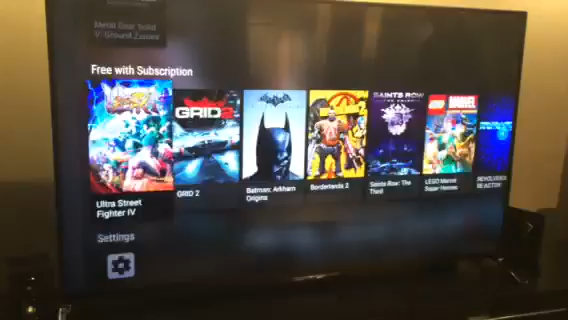 Metal Gear Solid
V: Ground Zeroes
Free with Subscription
GRID 2
SAINTS ROW
LEGO MARVEL
Ultra Street
Fighter IV
GRID 2
Batman: Arkham
Origins
Borderlands 2
Saints Row: The
Third
LEGO Marvel
Super Heroes
Settings